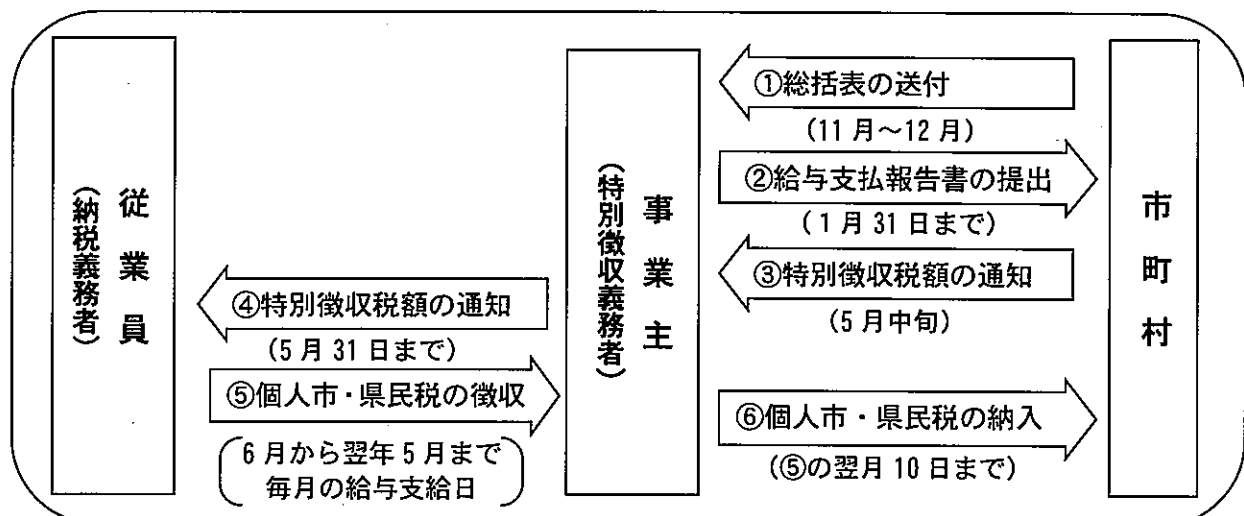 従業員
（納税義務者）
事業主
（特別徴収義務者）
市町村
①総括表の送付
（11月～12月）
②給与支払報告書の提出
（1月31日まで）
③特別徴収税額の通知
（5月中旬）
④特別徴収税額の通知
（5月31日まで）
⑤個人市・県民税の徴収
（6月から翌年5月まで
毎月の給与支給日）
⑥個人市・県民税の納入
（⑤の翌月10日まで）